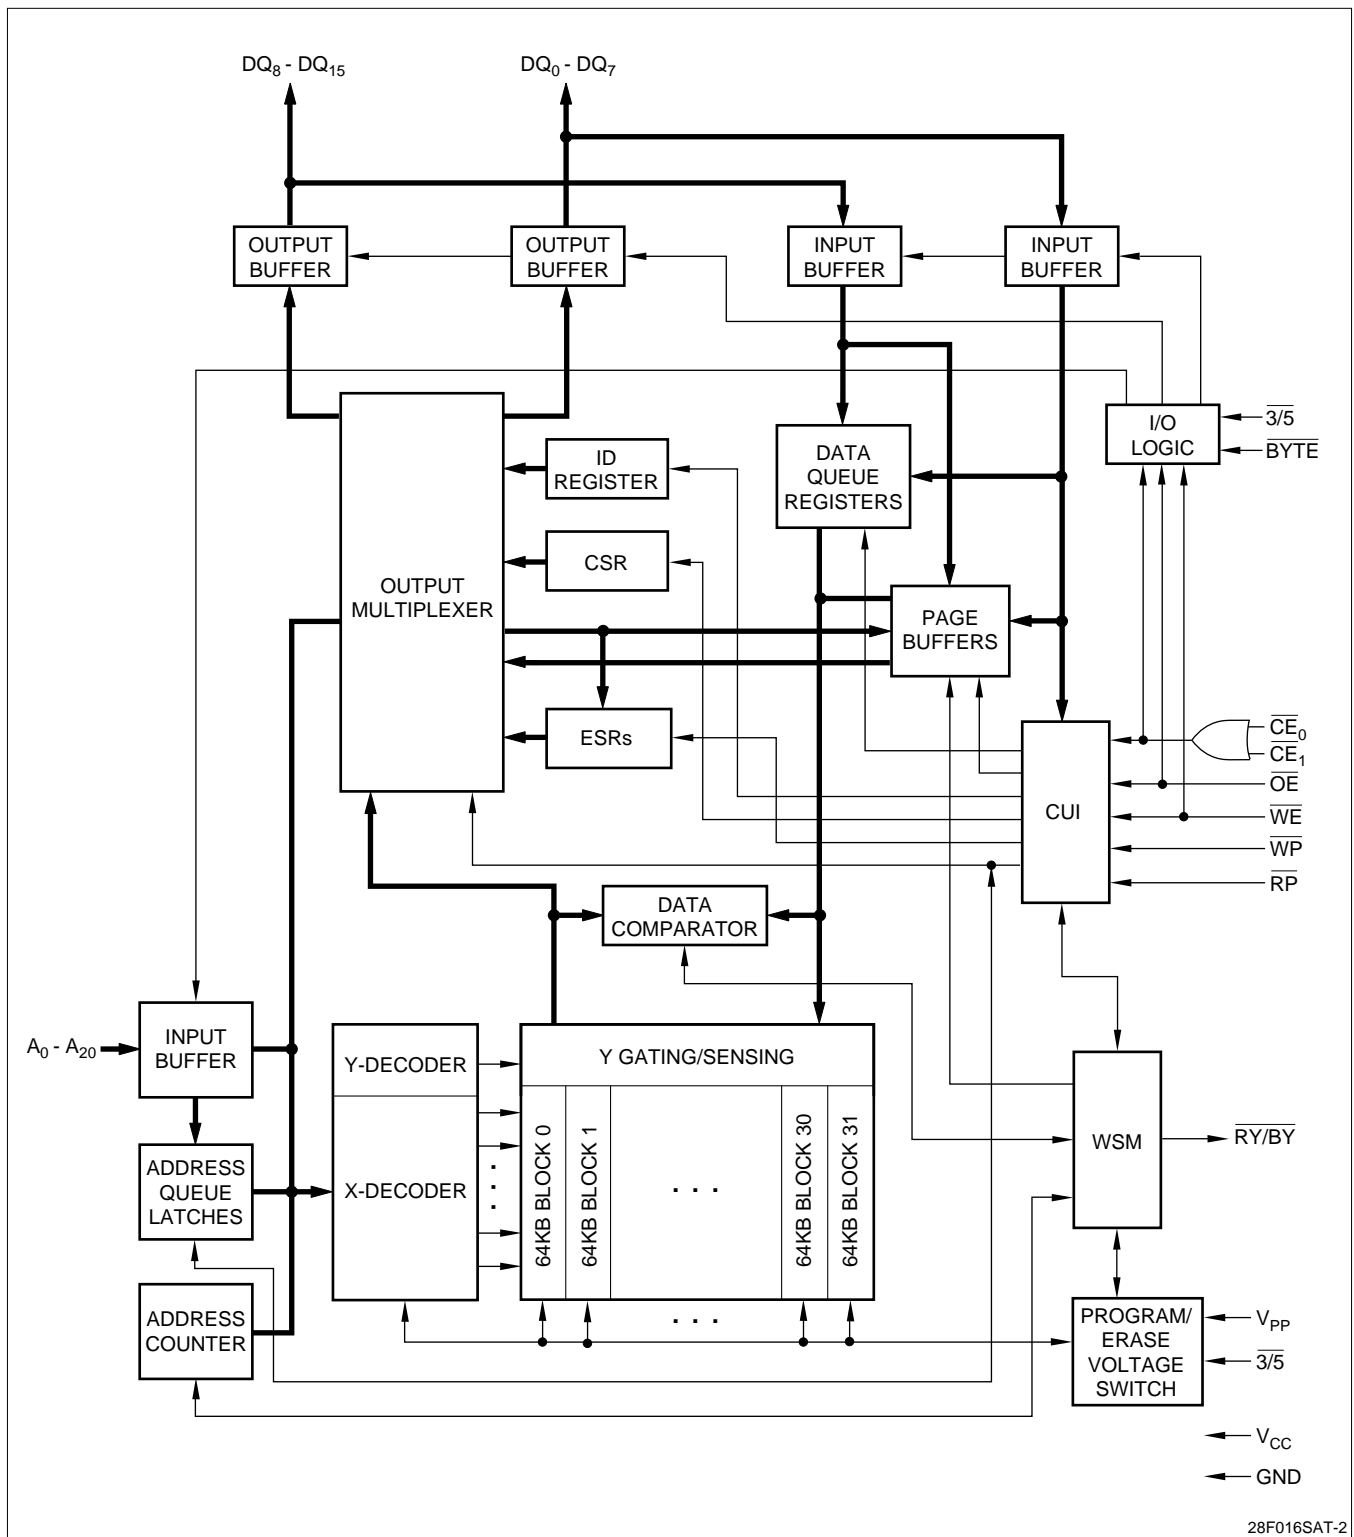 DQ8 - DQ15
DQ0 - DQ7
OUTPUT
BUFFER
OUTPUT
BUFFER
INPUT
BUFFER
INPUT
BUFFER
I/O
LOGIC
3/5
BYTE
OUTPUT
MULTIPLEXER
ID
REGISTER
DATA
QUEUE
REGISTERS
CSR
PAGE
BUFFERS
ESRs
CUI
CE0
CE1
OE
WE
WP
RP
DATA
COMPARATOR
A0 - A20
INPUT
BUFFER
Y-DECODER
Y GATING/SENSING
ADDRESS
QUEUE
LATCHES
X-DECODER
64KB BLOCK 0
64KB BLOCK 1
. . .
64KB BLOCK 30
64KB BLOCK 31
WSM
RY/BY
ADDRESS
COUNTER
. . .
PROGRAM/
ERASE
VOLTAGE
SWITCH
VPP
3/5
VCC
GND
28F016SAT-2